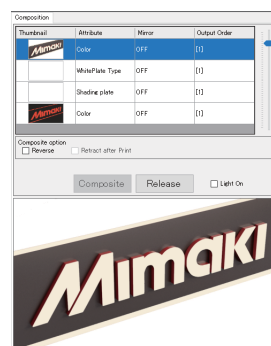 Composition
Thumbnail Attribute Mirror Output Order
Mimaki Color OFF [1]
WhitePlate Type OFF [1]
Shading plate OFF [1]
Mimaki Color OFF [1]
Composite option
Reverse Retract after Print
Composite Release Light On
Mimaki